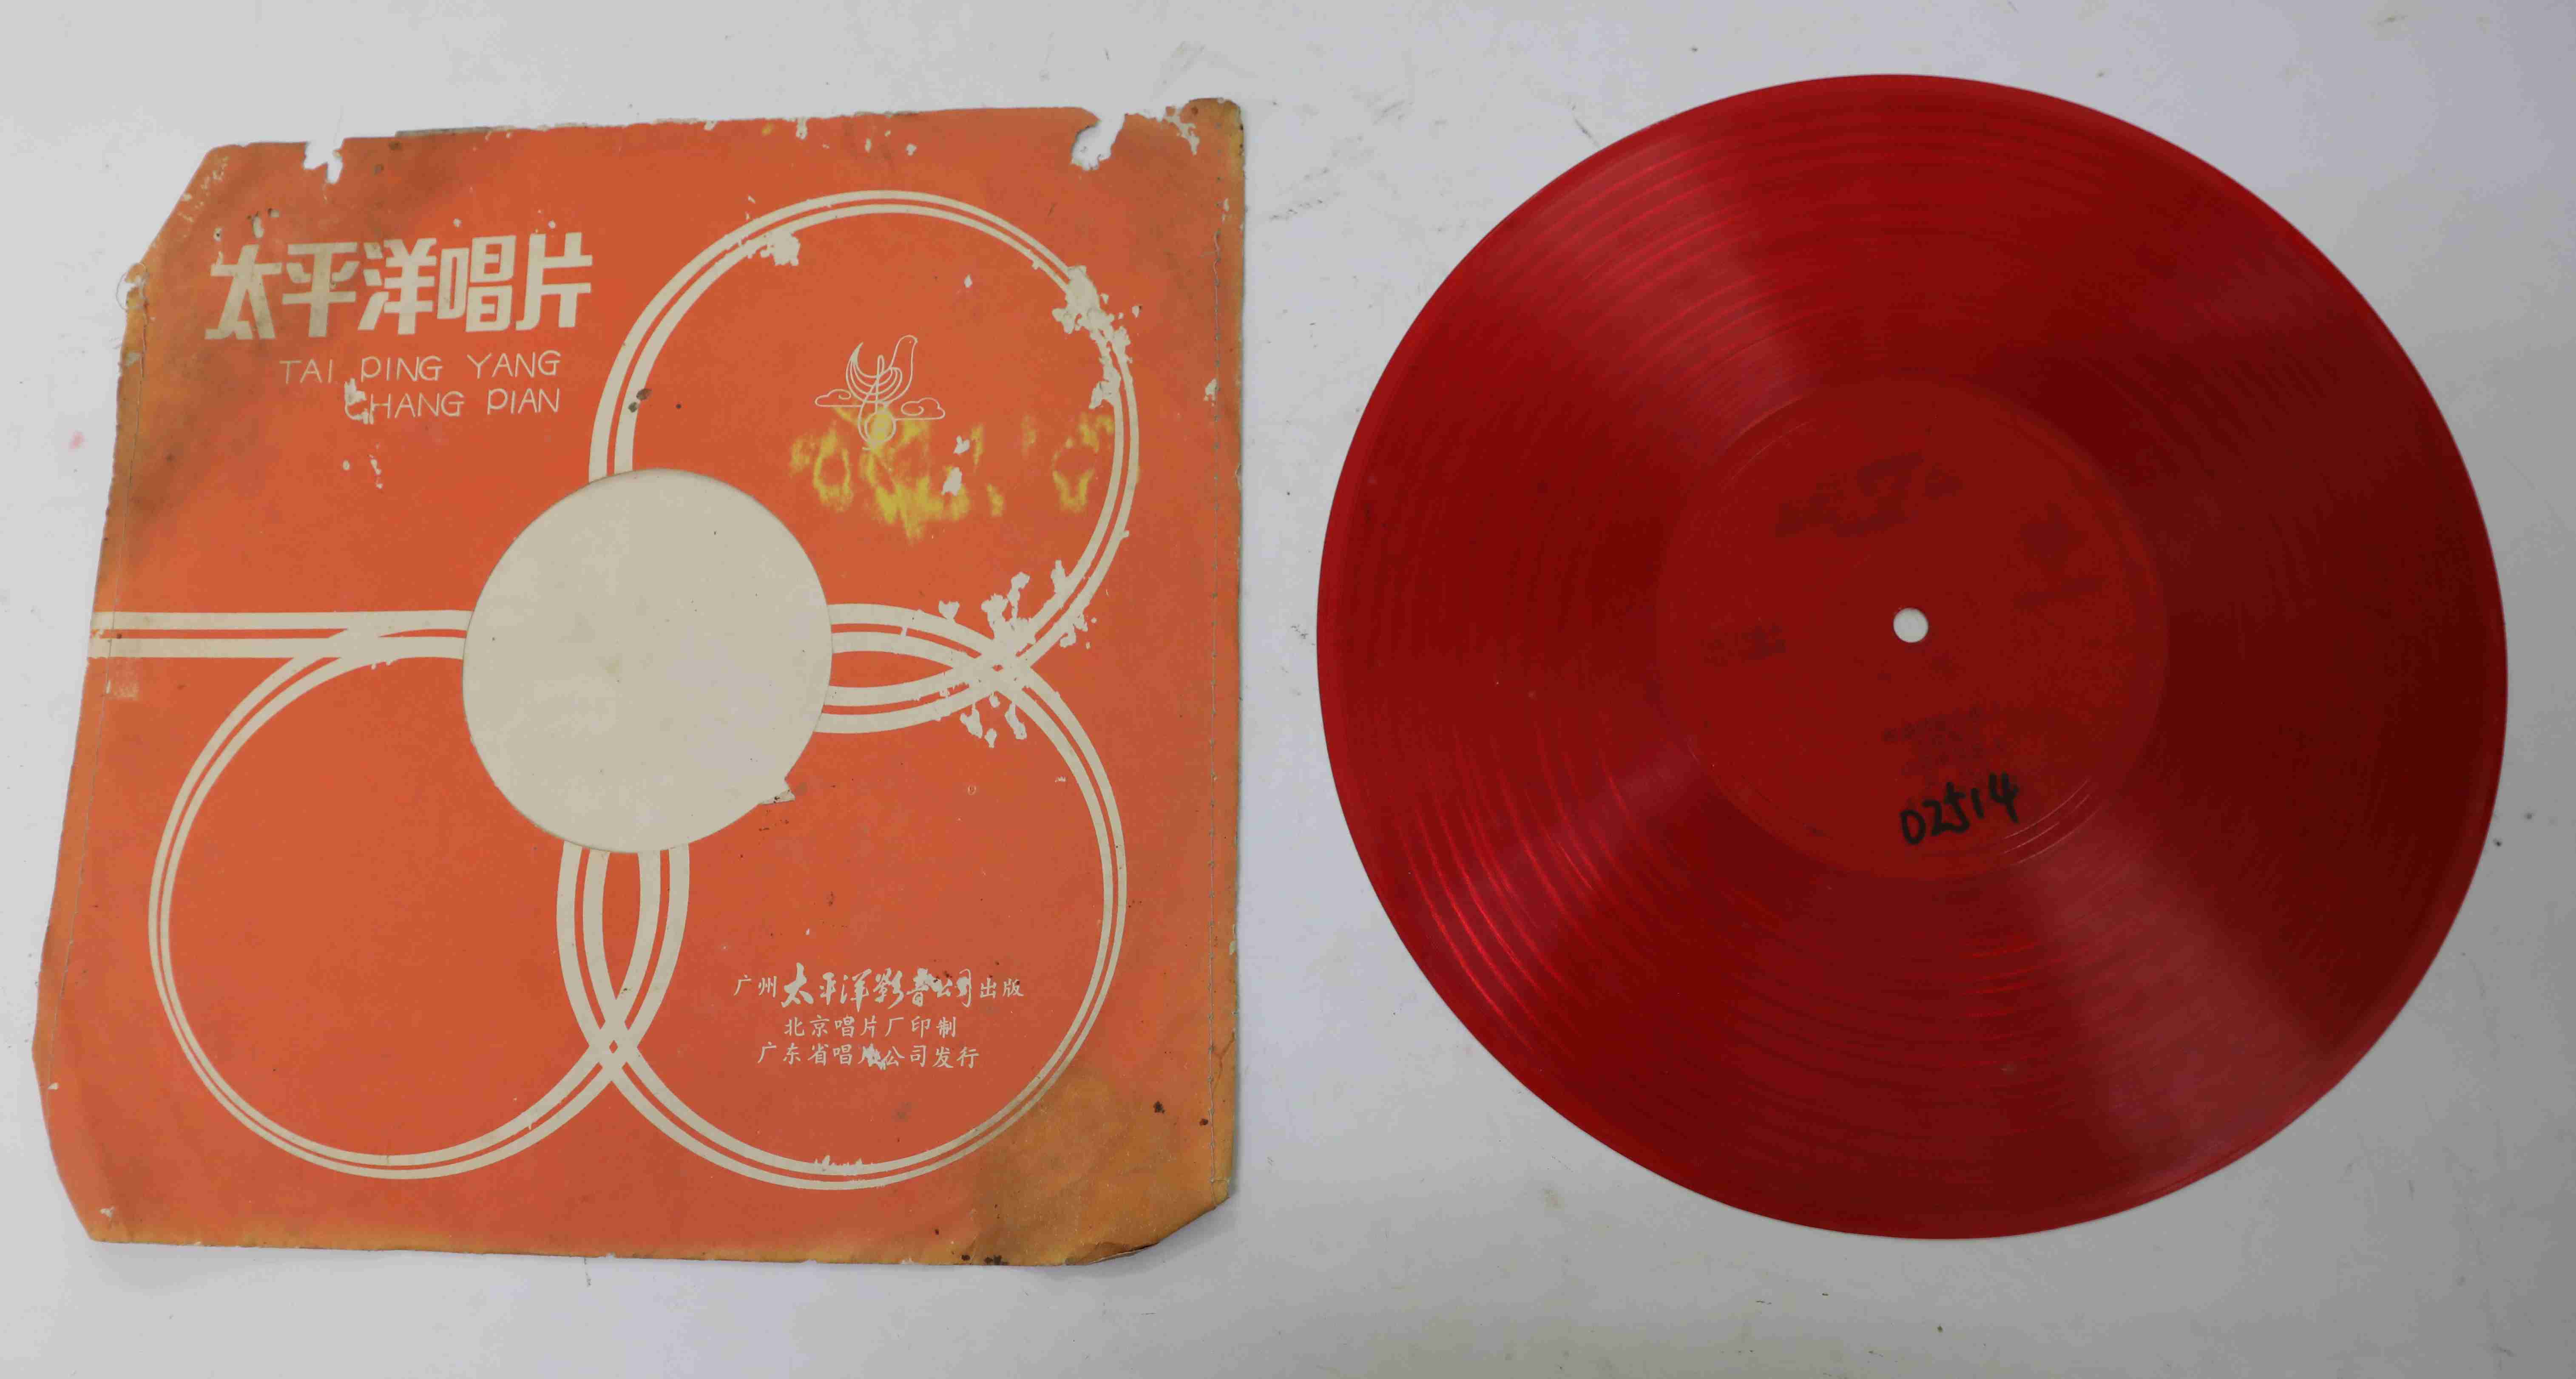 太平洋唱片
TAI PING YANG
CHANG PIAN
广州太平洋影音公司出版
北京唱片厂印制
广东省唱片公司发行
02514